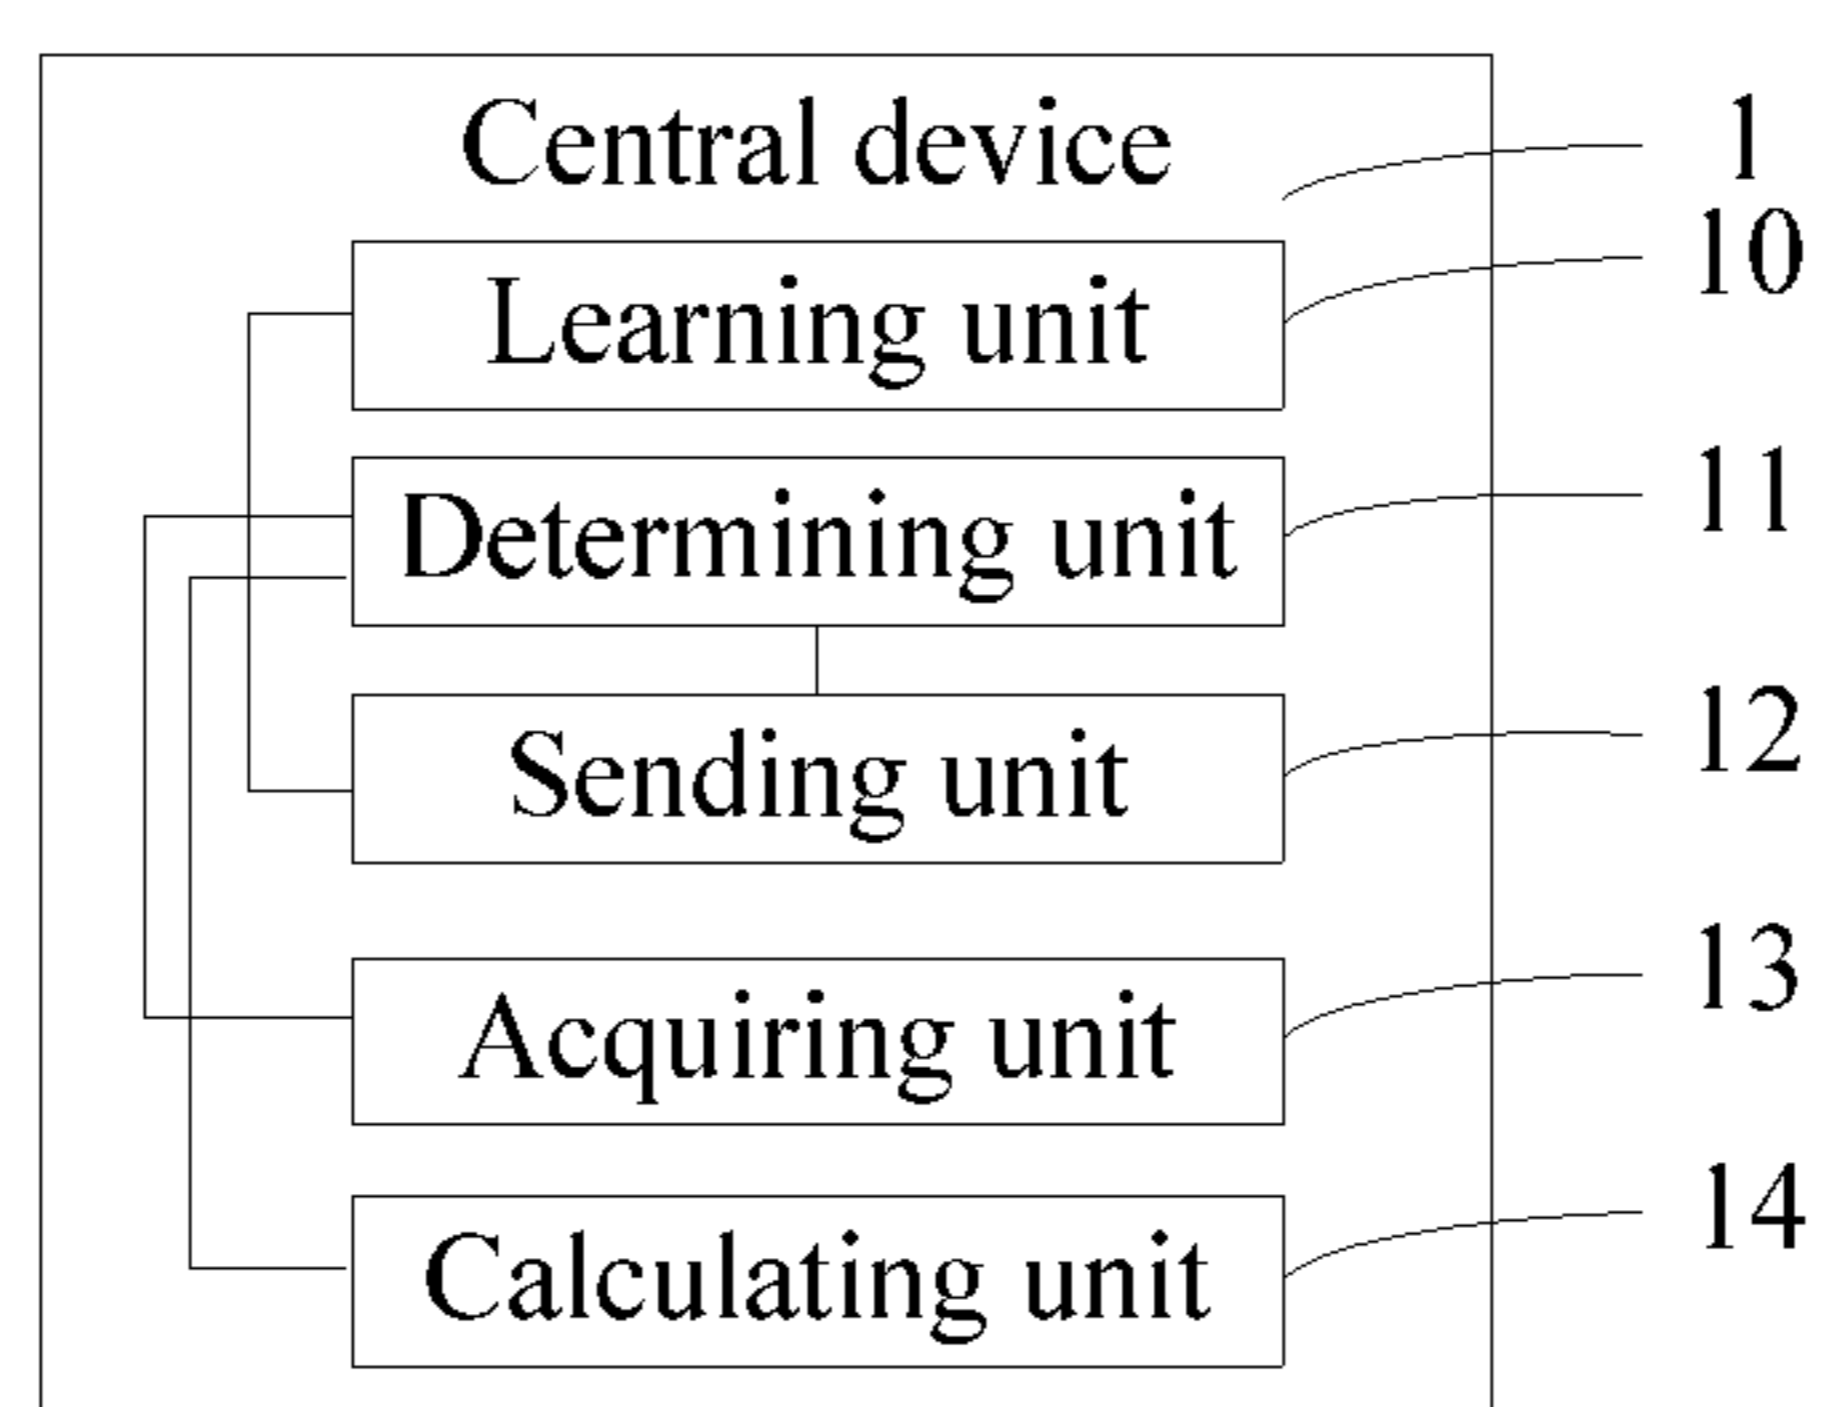 Central device
1
Learning unit
10
Determining unit
11
Sending unit
12
Acquiring unit
13
Calculating unit
14